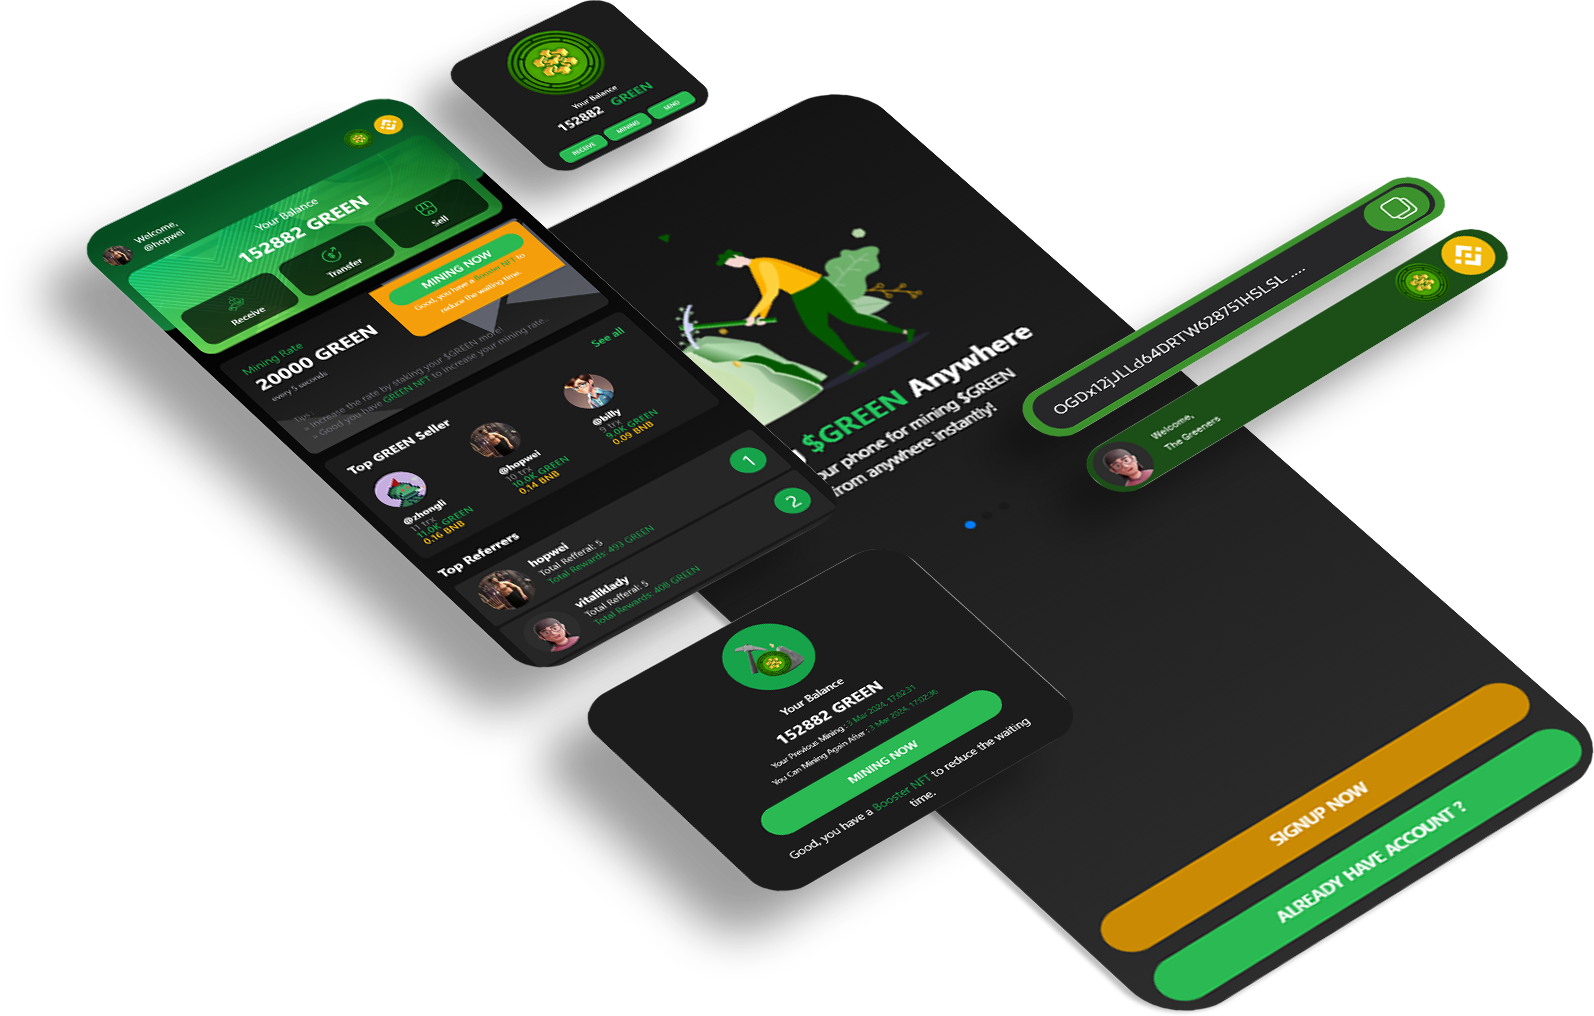 Your Balance
152882 GREEN
RECEIVE
MINING
SEND
Welcome,
@hopwei
Your Balance
152882 GREEN
Receive
Transfer
Sell
Mining Rate
20000 GREEN
every 5 seconds
MINING NOW
Good, you have a Booster NFT to
reduce the waiting time.
Tips :
» Increase the rate by staking your $GREEN more!
» Good you have GREEN NFT to increase your mining rate..
Top GREEN Seller
See all
@zhongli
11 trx
11.0K GREEN
0.16 BNB
@hopwei
10 trx
10.0K GREEN
0.14 BNB
@billy
9 trx
9.0K GREEN
0.09 BNB
Top Referrers
hopwei
Total Refferal: 5
Total Rewards: 493 GREEN
1
vitaliklady
Total Refferal: 5
Total Rewards: 408 GREEN
2
$GREEN Anywhere
our phone for mining $GREEN
from anywhere instantly!
OGDx12jJLLd64DRTW628751HSLSL ....
Welcome,
The Greeners
Your Balance
152882 GREEN
Your Previous Mining : 3 Mar 2024, 17:02:31
You Can Mining Again After : 3 Mar 2024, 17:02:36
MINING NOW
Good, you have a Booster NFT to reduce the waiting
time.
SIGNUP NOW
ALREADY HAVE ACCOUNT ?